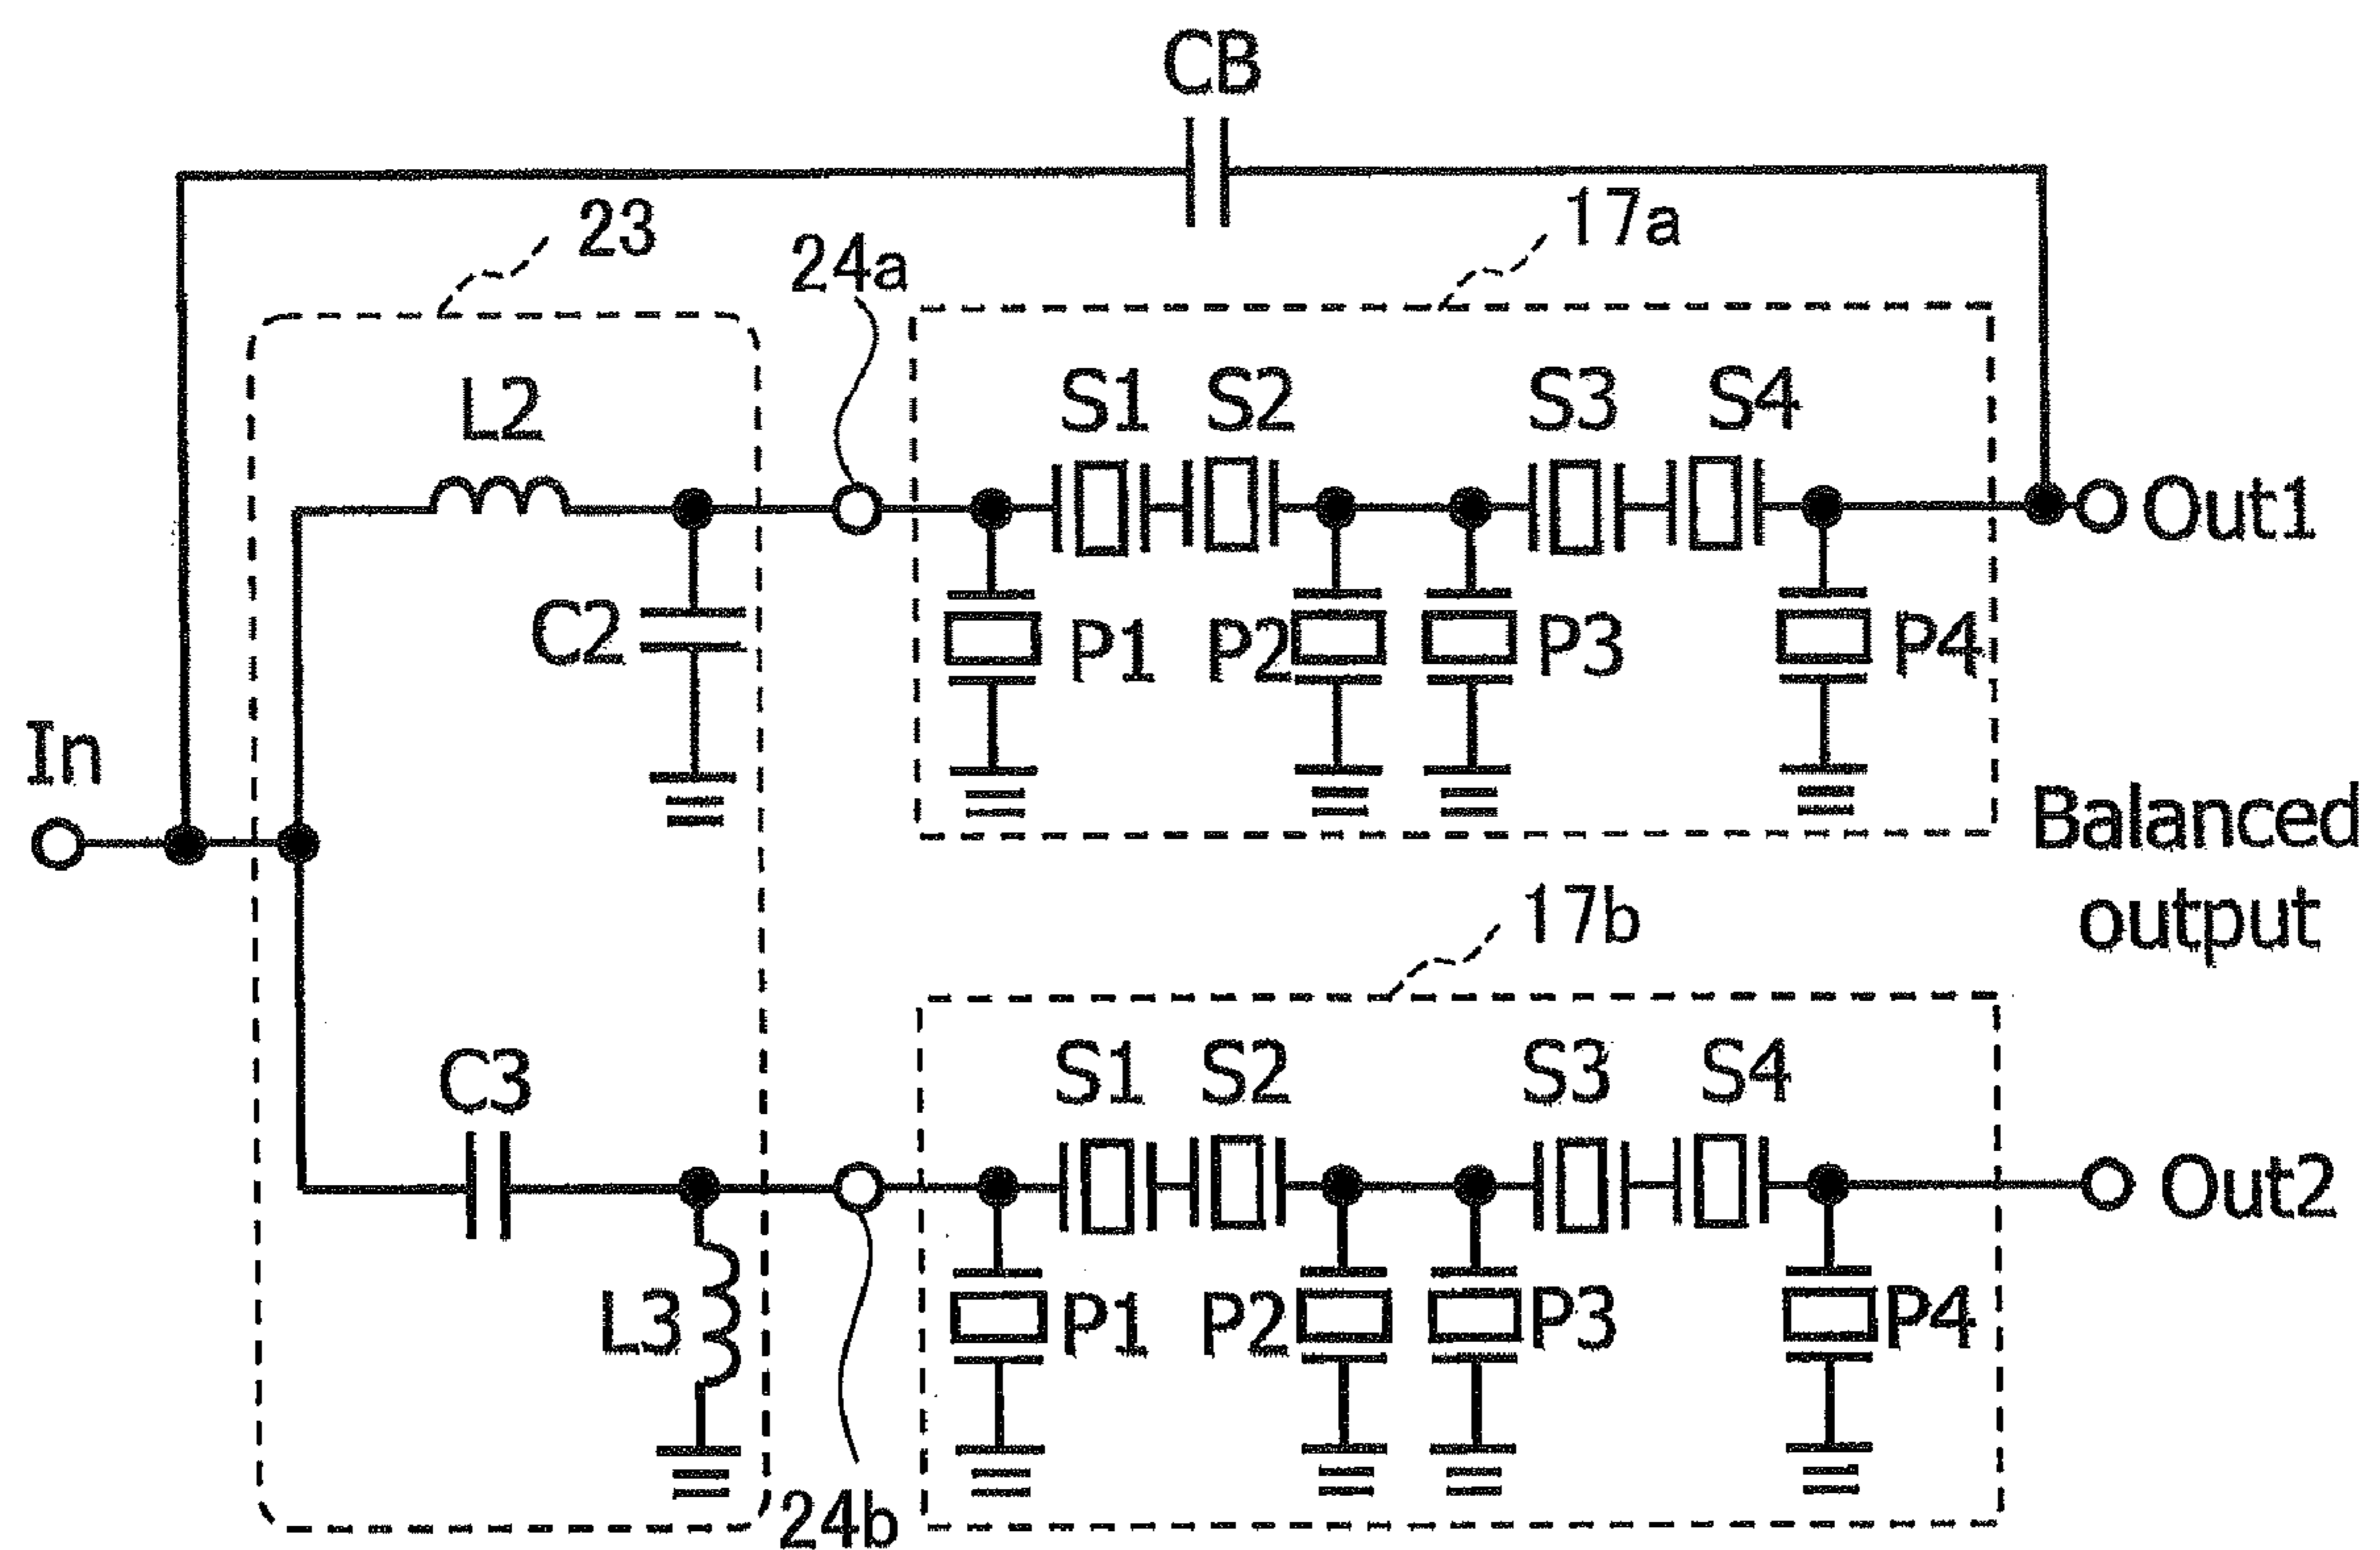 CB
23
24a
17a
L2
S1 S2 S3 S4
Out1
C2
P1 P2 P3 P4
In
Balanced
output
17b
C3
S1 S2 S3 S4
Out2
L3
P1 P2 P3 P4
24b